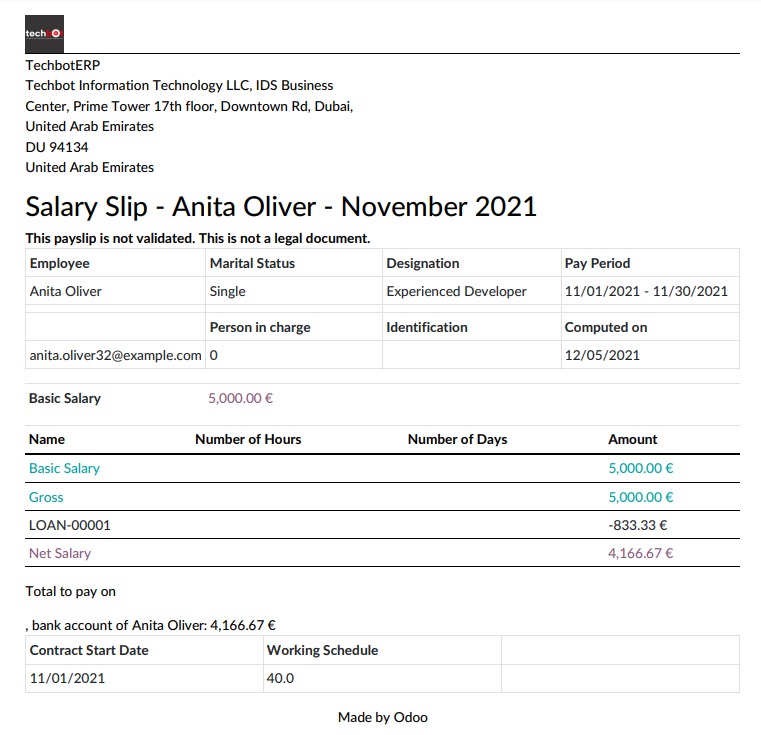 tech
TechbotERP
Techbot Information Technology LLC, IDS Business
Center, Prime Tower 17th floor, Downtown Rd, Dubai,
United Arab Emirates
DU 94134
United Arab Emirates
Salary Slip - Anita Oliver - November 2021
This payslip is not validated. This is not a legal document.
Employee Marital Status Designation Pay Period
Anita Oliver Single Experienced Developer 11/01/2021 - 11/30/2021
Person in charge Identification Computed on
anita.oliver32@example.com 0 12/05/2021
Basic Salary 5,000.00 €
Name Number of Hours Number of Days Amount
Basic Salary 5,000.00 €
Gross 5,000.00 €
LOAN-00001 -833.33 €
Net Salary 4,166.67 €
Total to pay on
, bank account of Anita Oliver: 4,166.67 €
Contract Start Date Working Schedule
11/01/2021 40.0
Made by Odoo